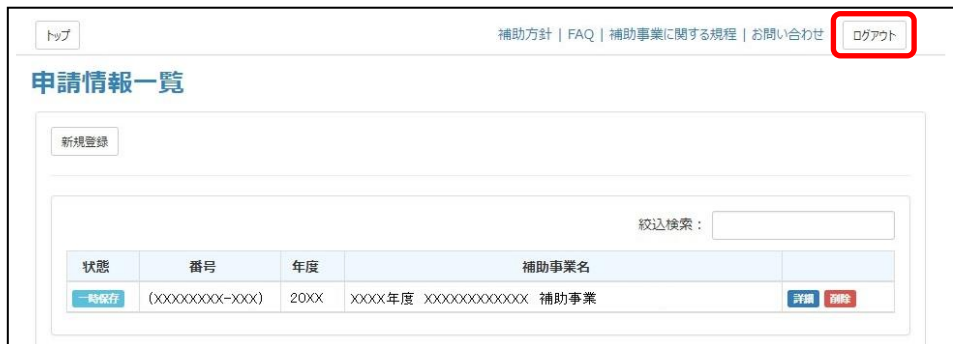 トップ 補助方針 | FAQ | 補助事業に関する規程 | お問い合わせ ログアウト
申請情報一覧
新規登録
絞込検索：
状態 番号 年度 補助事業名
一時保存 (XXXXXXXX-XXX) 20XX XXXX年度 XXXXXXXXXXXX 補助事業 詳細 削除